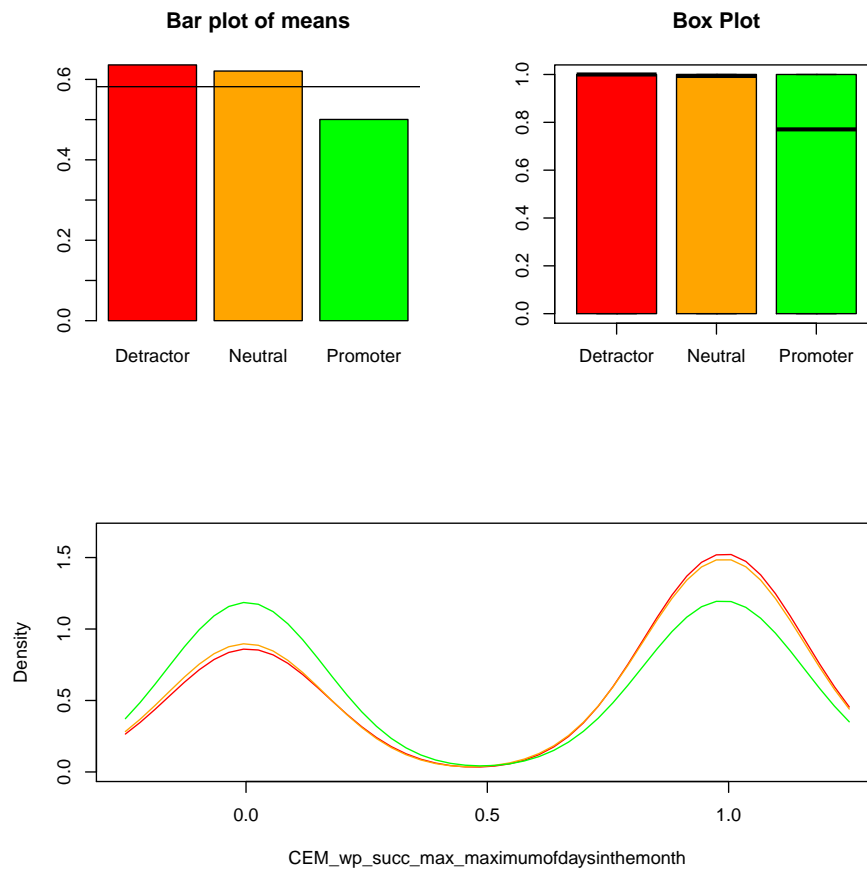 Bar plot of means
0.0
0.2
0.4
0.6
Detractor Neutral Promoter
Box Plot
0.0
0.2
0.4
0.6
0.8
1.0
Detractor Neutral Promoter
Density
0.0
0.5
1.0
1.5
0.0 0.5 1.0
CEM_wp_succ_max_maximumofdaysinthemonth